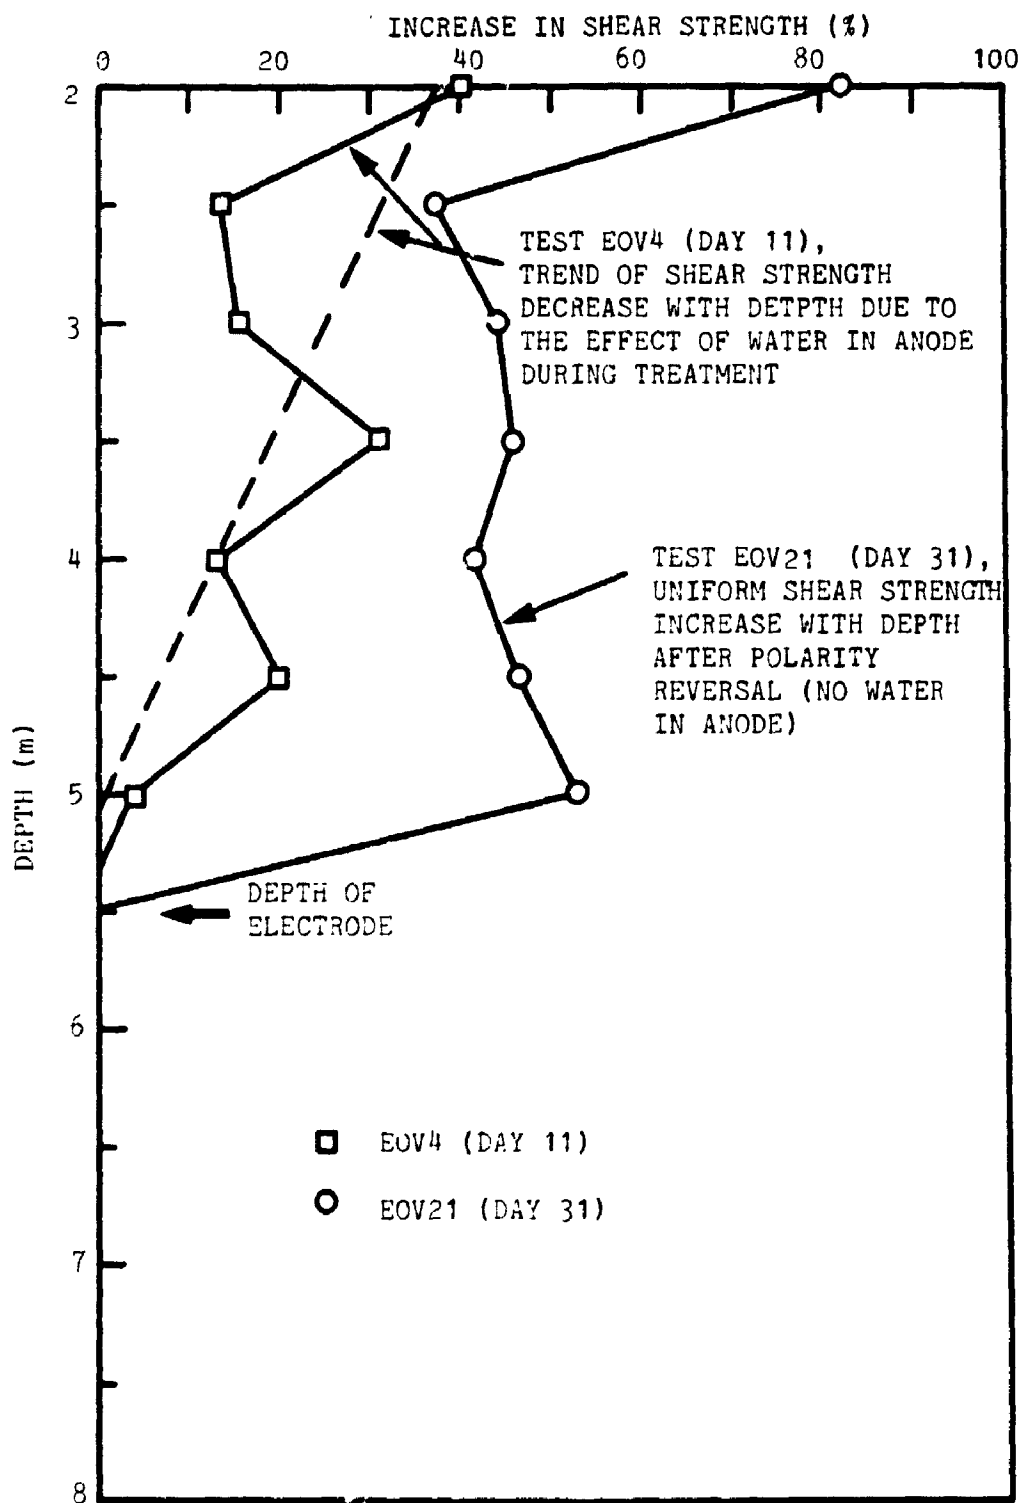 INCREASE IN SHEAR STRENGTH (%)
0 20 40 60 80 100
2
TEST EOV4 (DAY 11),
TREND OF SHEAR STRENGTH
DECREASE WITH DETPTH DUE TO
THE EFFECT OF WATER IN ANODE
DURING TREATMENT
3
4
TEST EOV21 (DAY 31),
UNIFORM SHEAR STRENGTH
INCREASE WITH DEPTH
AFTER POLARITY
REVERSAL (NO WATER
IN ANODE)
DEPTH (m)
5
DEPTH OF
ELECTRODE
6
EOV4 (DAY 11)
EOV21 (DAY 31)
7
8